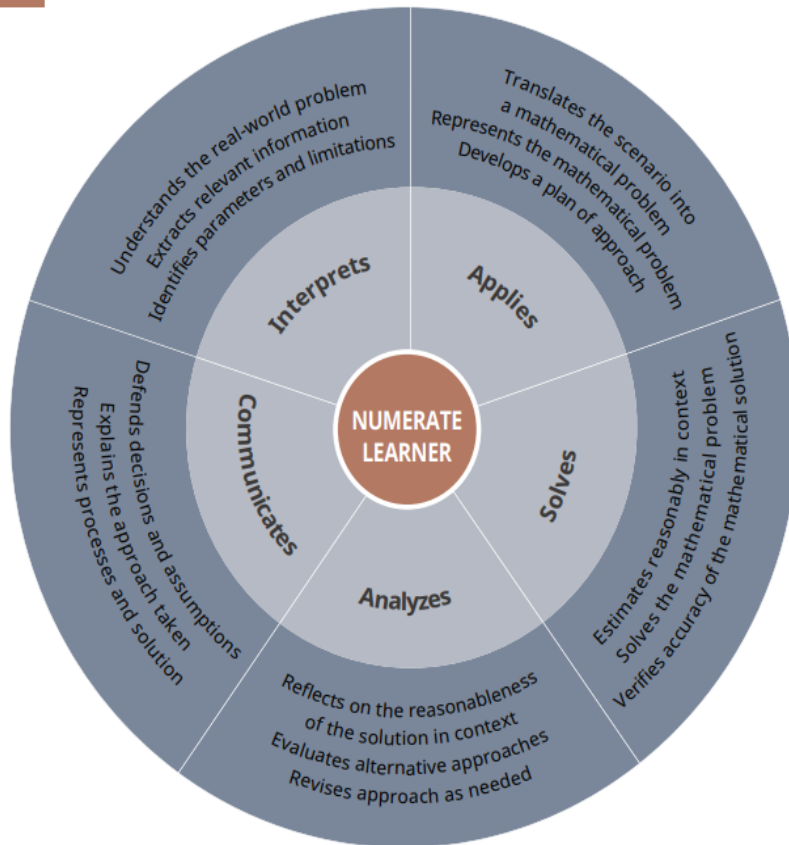 NUMERATE
LEARNER
Interprets
Understands the real-world problem
Extracts relevant information
Identifies parameters and limitations
Applies
Translates the scenario into
a mathematical problem
Represents the mathematical problem
Develops a plan of approach
Solves
Estimates reasonably in context
Solves the mathematical problem
Verifies accuracy of the mathematical solution
Analyzes
Reflects on the reasonableness
of the solution in context
Evaluates alternative approaches
Revises approach as needed
Communicates
Defends decisions and assumptions
Explains the approach taken
Represents processes and solution